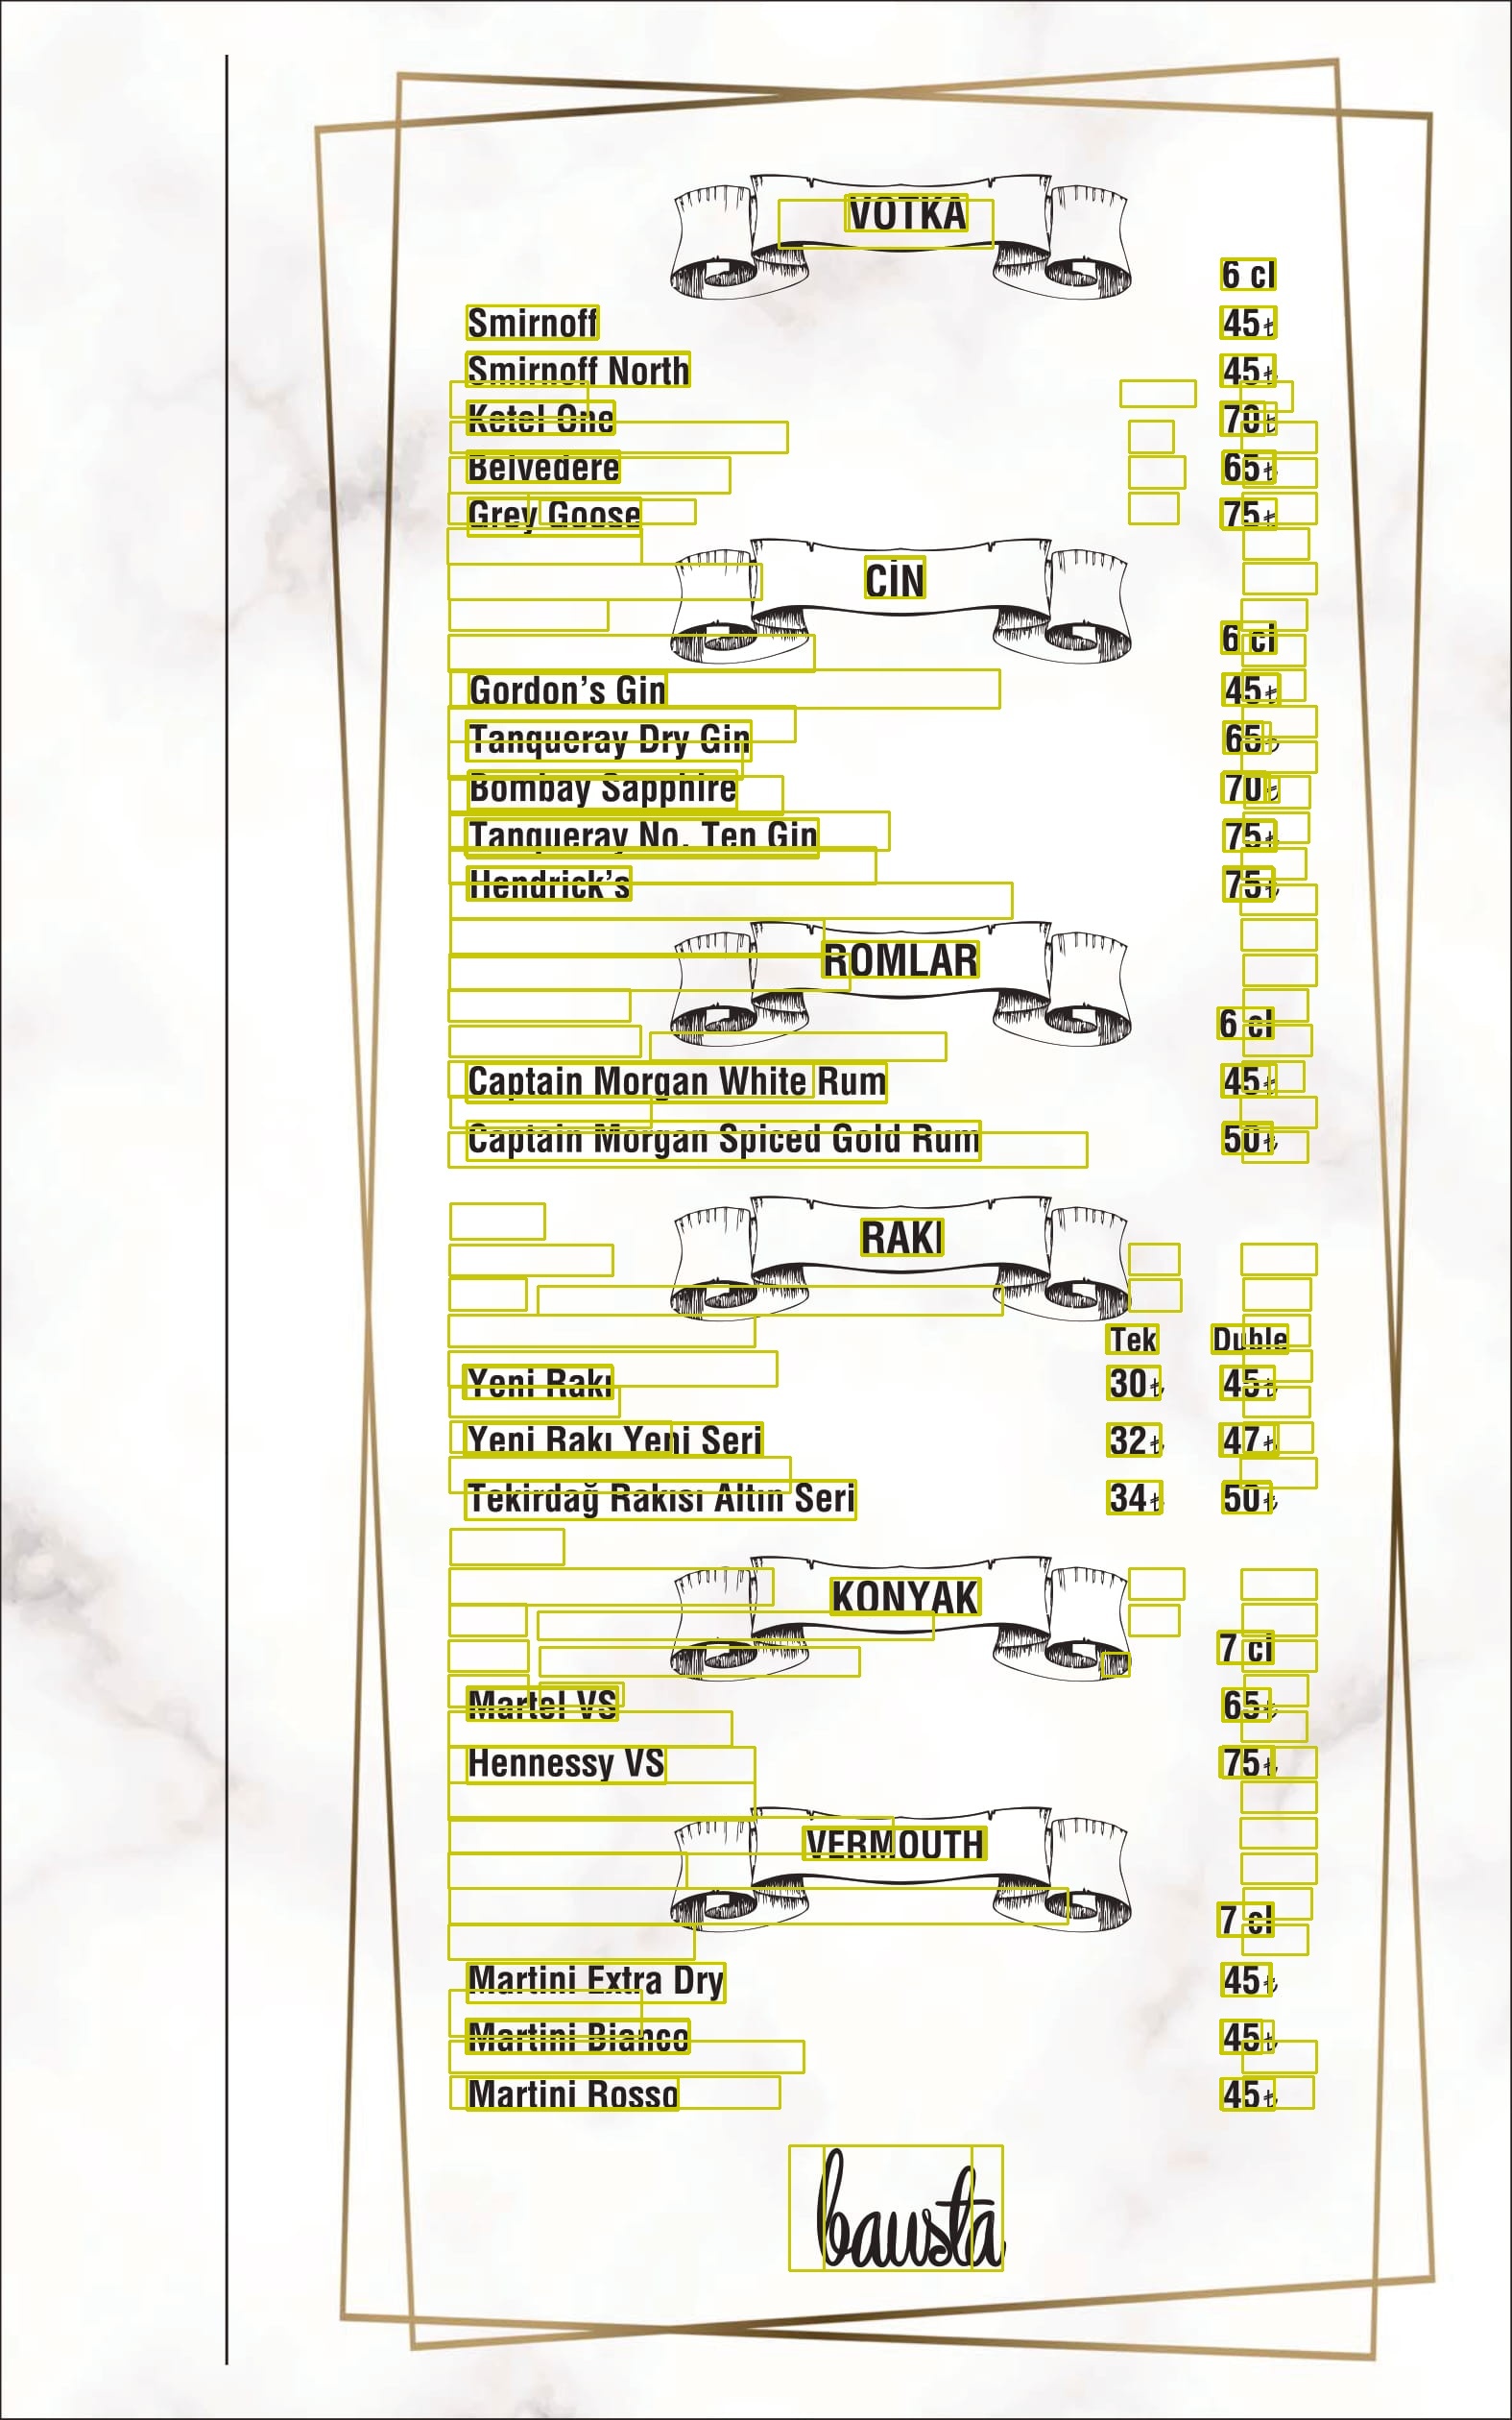 VOTKA
6 cl
Smirnoff 45₺
Smirnoff North 45₺
Ketel One 70₺
Belvedere 65₺
Grey Goose 75₺
CİN
6 cl
Gordon’s Gin 45₺
Tanqueray Dry Gin 65₺
Bombay Sapphire 70₺
Tanqueray No. Ten Gin 75₺
Hendrick’s 75₺
ROMLAR
6 cl
Captain Morgan White Rum 45₺
Captain Morgan Spiced Gold Rum 50₺
RAKI
Tek Duble
Yeni Rakı 30₺ 45₺
Yeni Rakı Yeni Seri 32₺ 47₺
Tekirdağ Rakısı Altın Seri 34₺ 50₺
KONYAK
7 cl
Martel VS 65₺
Hennessy VS 75₺
VERMOUTH
7 cl
Martini Extra Dry 45₺
Martini Bianco 45₺
Martini Rosso 45₺
bausta